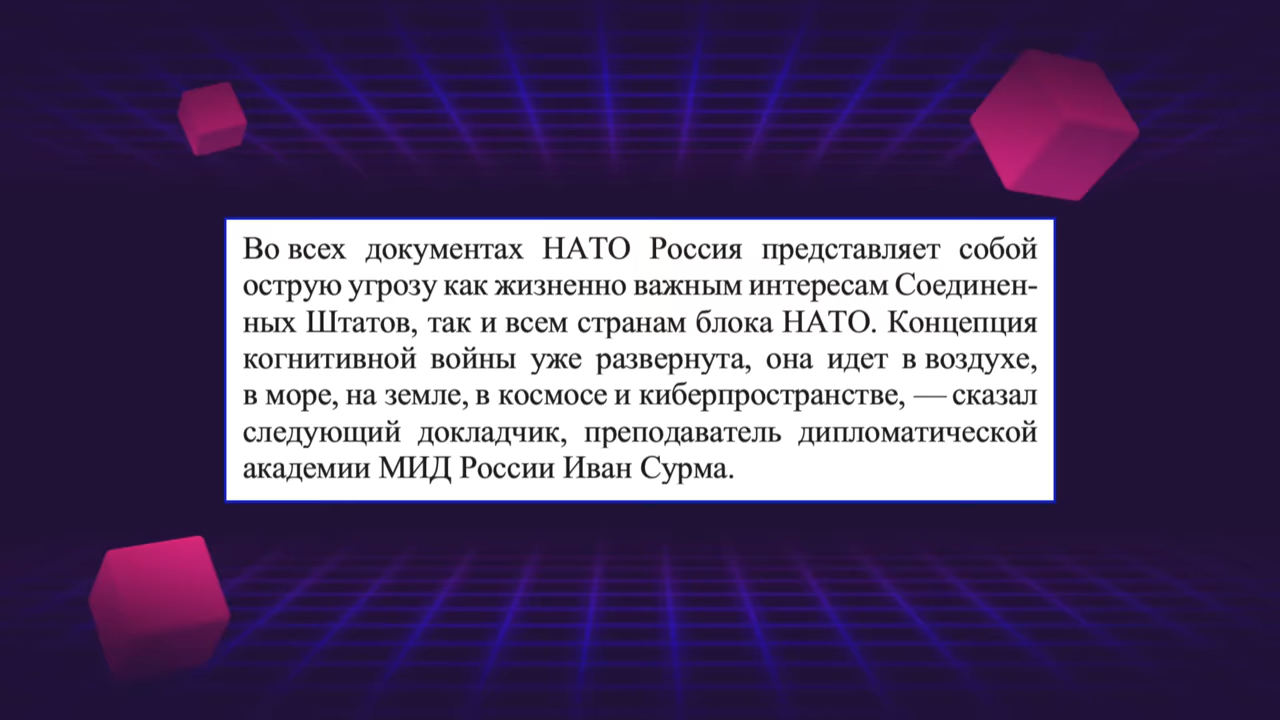 Во всех документах НАТО Россия представляет собой
острую угрозу как жизненно важным интересам Соединен-
ных Штатов, так и всем странам блока НАТО. Концепция
когнитивной войны уже развернута, она идет в воздухе,
в море, на земле, в космосе и киберпространстве, — сказал
следующий докладчик, преподаватель дипломатической
академии МИД России Иван Сурма.